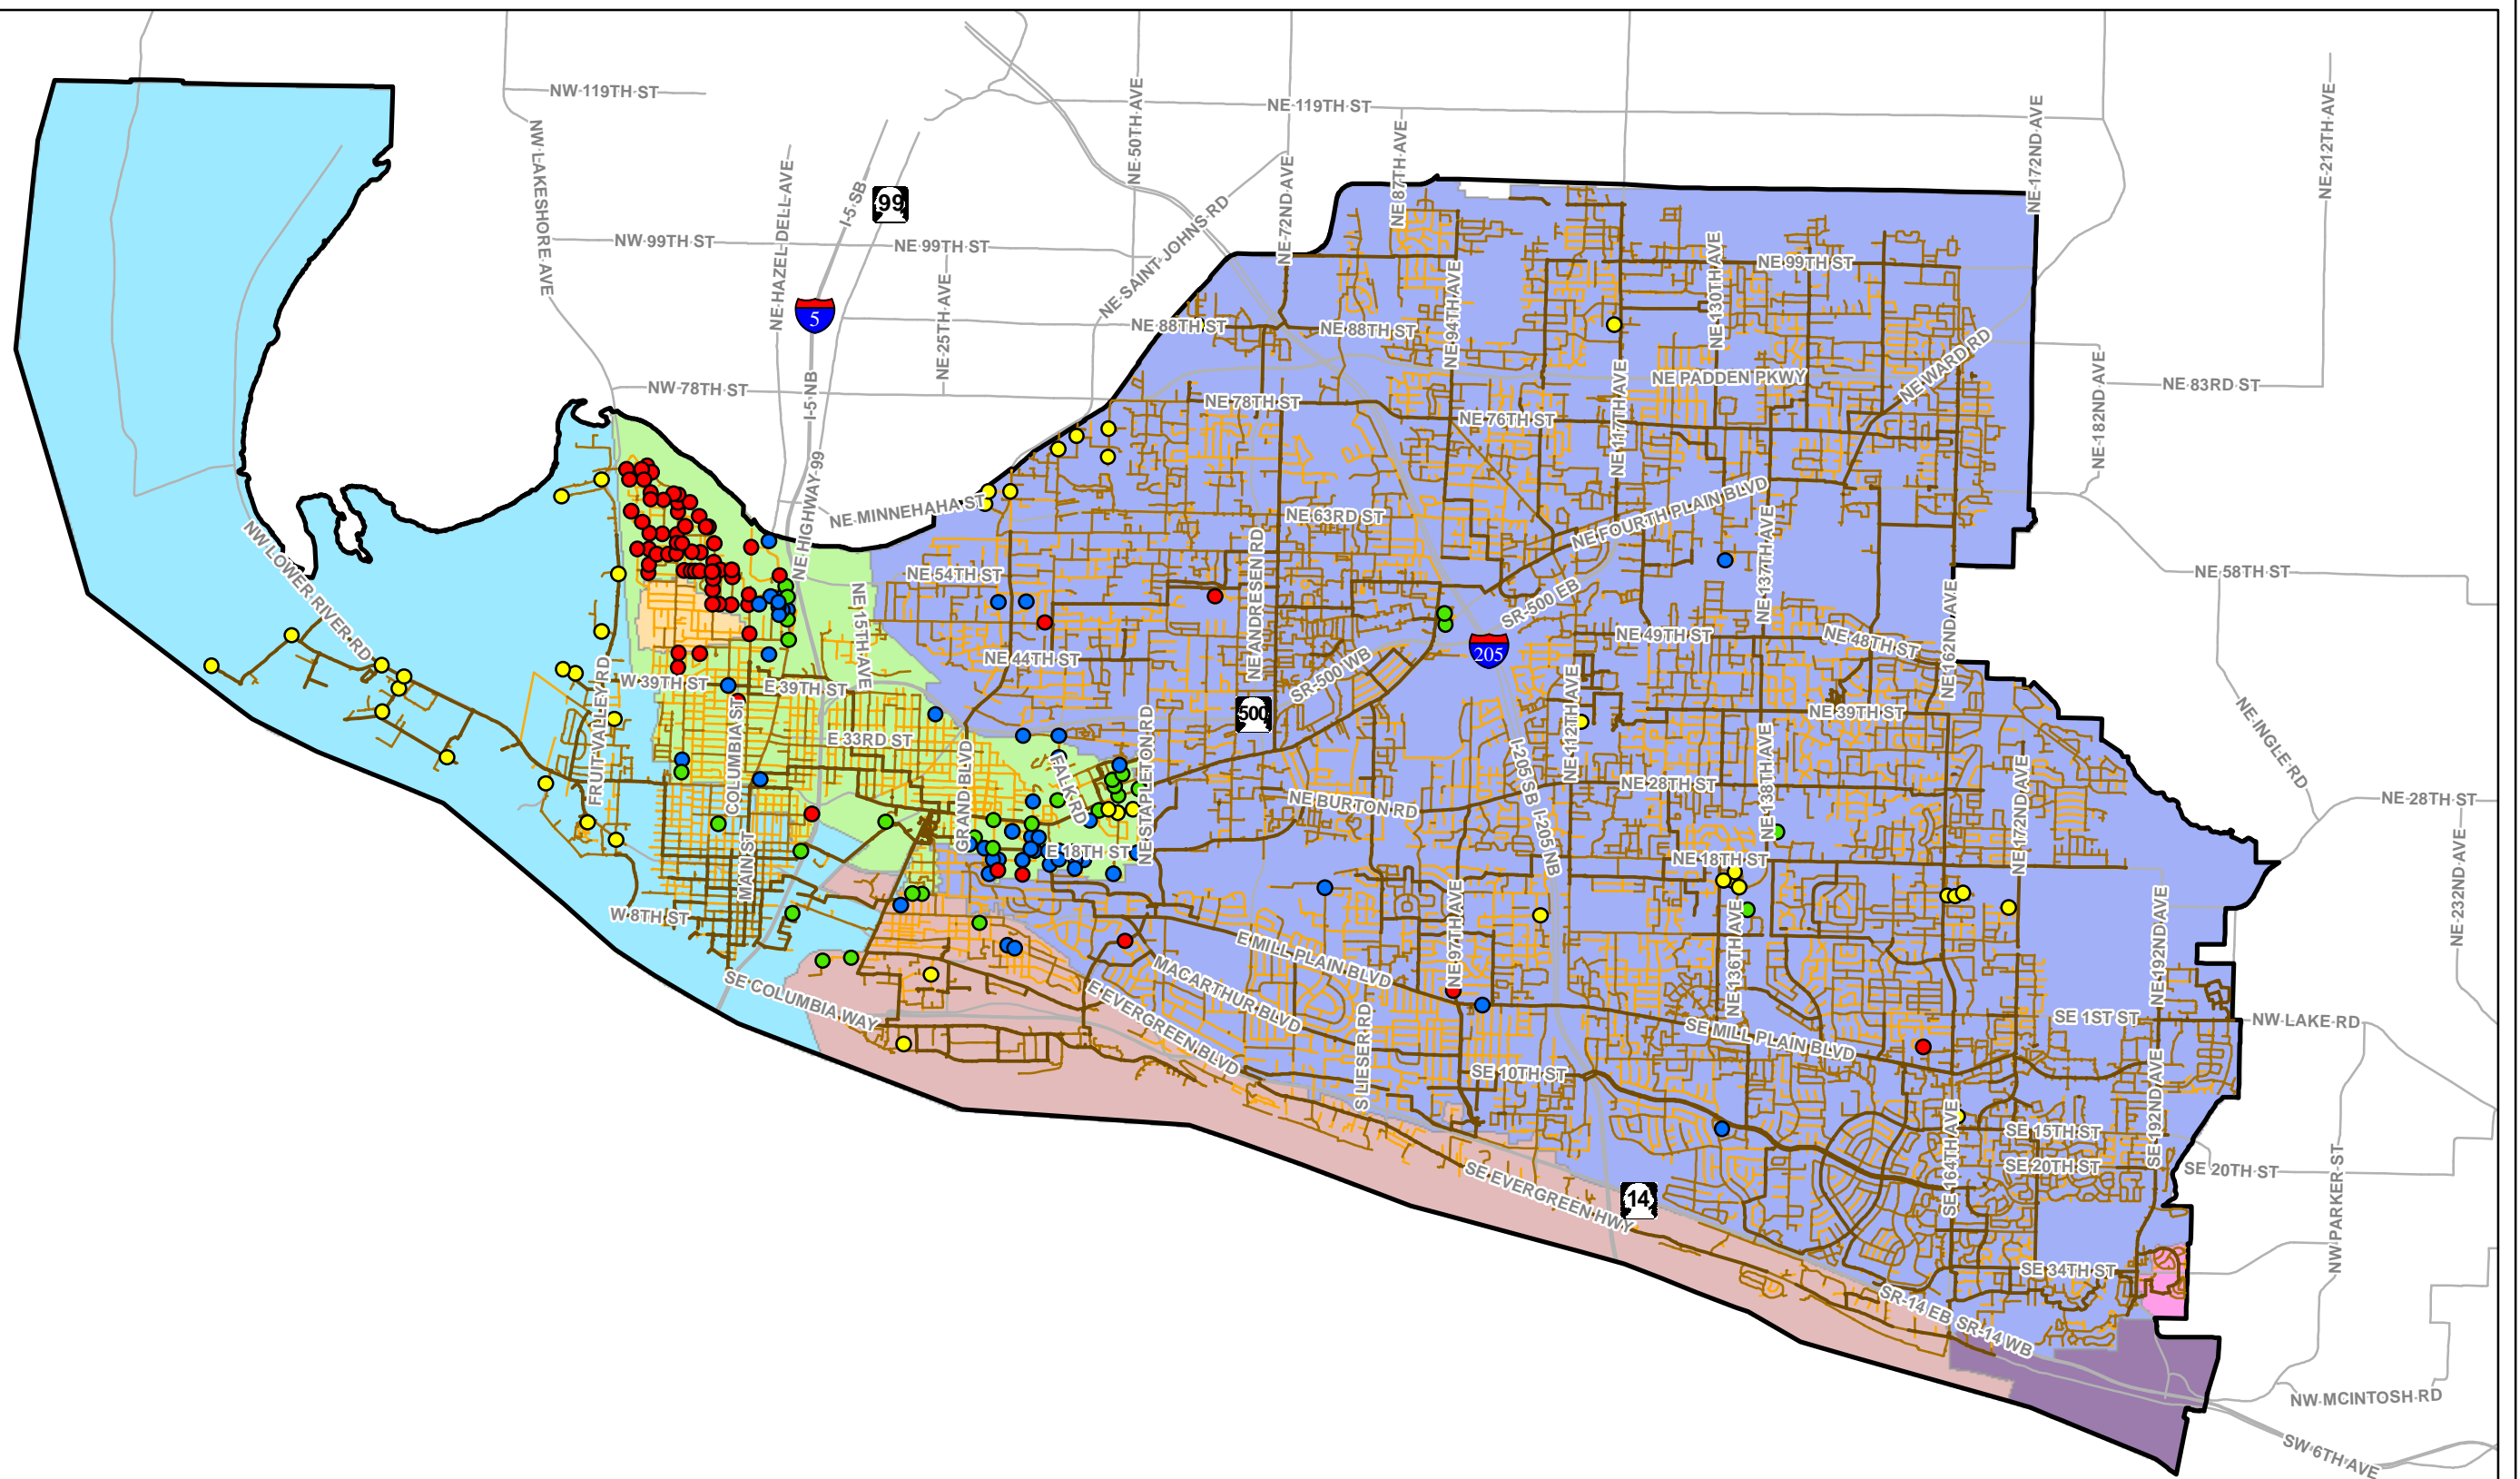 NW 119TH ST
NE 119TH ST
NW LAKESHORE AVE
NE HAZEL DELL AVE
I-5 SB
99
NE 50TH AVE
NE 72ND AVE
NE 87TH AVE
NE 172ND AVE
NE 212TH AVE
NW 99TH ST
NE 99TH ST
NE SAINT JOHNS RD
NE 25TH AVE
NE 94TH AVE
NE 130TH AVE
NE 99TH ST
5
NE 88TH ST
NE 88TH ST
NE WARD RD
NW 78TH ST
I-5 NB
NE 78TH ST
NE 76TH ST
NE 117TH AVE
NE PADDEN PKWY
NE 182ND AVE
NE 83RD ST
NE HIGHWAY 99
NE MINNEHAHA ST
NE 63RD ST
NE FOURTH PLAIN BLVD
NW LOWER RIVER RD
NE 15TH AVE
NE 54TH ST
NE ANDRESEN RD
SR-500 EB
NE 137TH AVE
NE 58TH ST
NE 44TH ST
SR-500 WB
205
NE 49TH ST
NE 48TH ST
NE 162ND AVE
FRUIT VALLEY RD
W 39TH ST
E 39TH ST
COLUMBIA ST
E 33RD ST
500
NE 112TH AVE
NE 39TH ST
NE INGLE RD
GRAND BLVD
FALK RD
NE STAPLETON RD
I-205 SB
I-205 NB
NE BURTON RD
NE 28TH ST
NE 138TH AVE
NE 172ND AVE
NE 28TH ST
MAIN ST
E 18TH ST
NE 18TH ST
NE 232ND AVE
W 8TH ST
E MILL PLAIN BLVD
NE 97TH AVE
NE 136TH AVE
NE 192ND AVE
SE COLUMBIA WAY
MACARTHUR BLVD
E EVERGREEN BLVD
S LIESER RD
SE MILL PLAIN BLVD
SE 1ST ST
NW LAKE RD
SE 10TH ST
SE 164TH AVE
SE 15TH ST
SE 192ND AVE
SE 20TH ST
SE 20TH ST
SE EVERGREEN HWY
14
NW PARKER ST
SE 34TH ST
SR-14 EB
SR-14 WB
NW MCINTOSH RD
SW 6TH AVE